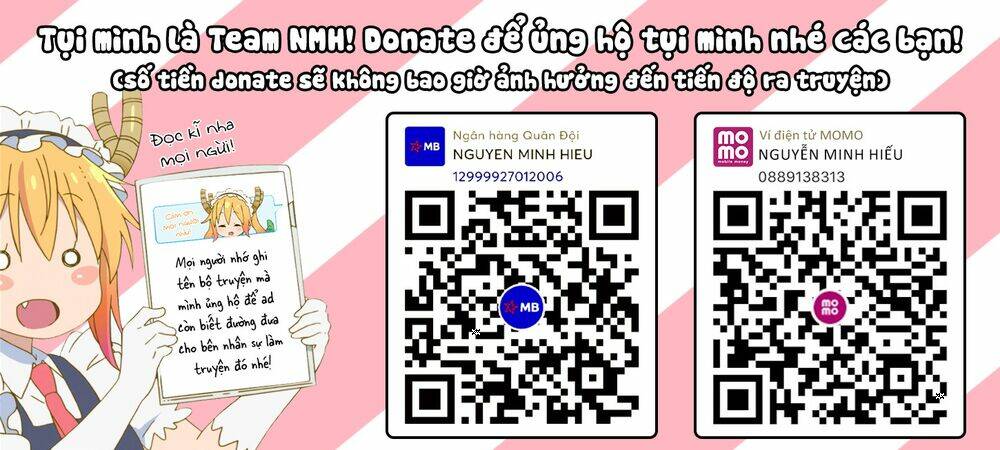 Tụi mình là Team NMH! Donate để ủng hộ tụi mình nhé các bạn!
(số tiền donate sẽ không bao giờ ảnh hưởng đến tiến độ ra truyện)
Đọc kĩ nha
mọi người!
Cảm ơn
mọi người
nhìu!
Mọi người nhớ ghi
tên bộ truyện mà
mình ủng hộ để ad
còn biết đường đưa
cho bên nhân sự làm
truyện đó nhé!
MB
Ngân hàng Quân Đội
NGUYEN MINH HIEU
12999927012006
MB
mo
mo
mobile money
Ví điện tử MOMO
NGUYỄN MINH HIẾU
0889138313
mo
mo